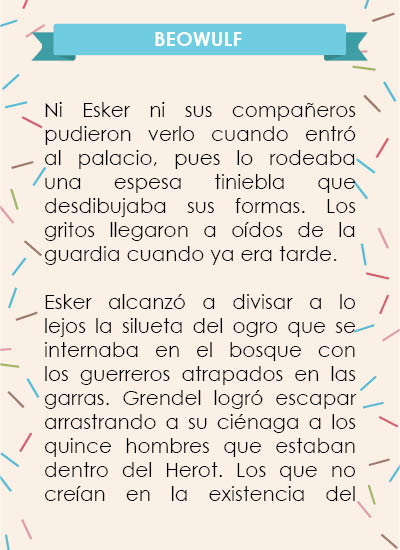 BEOWULF
Ni Esker ni sus compañeros
pudieron verlo cuando entró
al palacio, pues lo rodeaba
una espesa tiniebla que
desdibujaba sus formas. Los
gritos llegaron a oídos de la
guardia cuando ya era tarde.
Esker alcanzó a divisar a lo
lejos la silueta del ogro que se
internaba en el bosque con
los guerreros atrapados en las
garras. Grendel logró escapar
arrastrando a su ciénaga a los
quince hombres que estaban
dentro del Herot. Los que no
creían en la existencia del